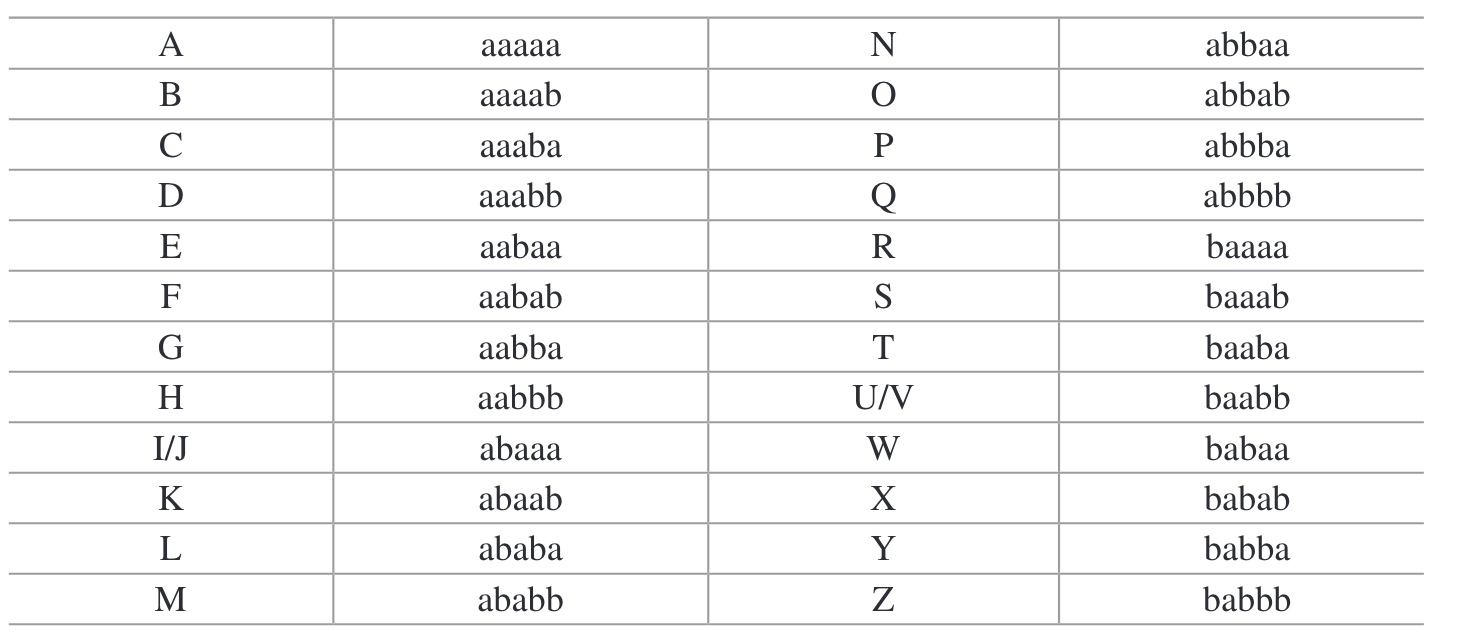 A aaaaa N abbaa
B aaaab O abbab
C aaaba P abbba
D aaabb Q abbbb
E aabaa R baaaa
F aabab S baaab
G aabba T baaba
H aabbb U/V baabb
I/J abaaa W babaa
K abaab X babab
L ababa Y babba
M ababb Z babbb